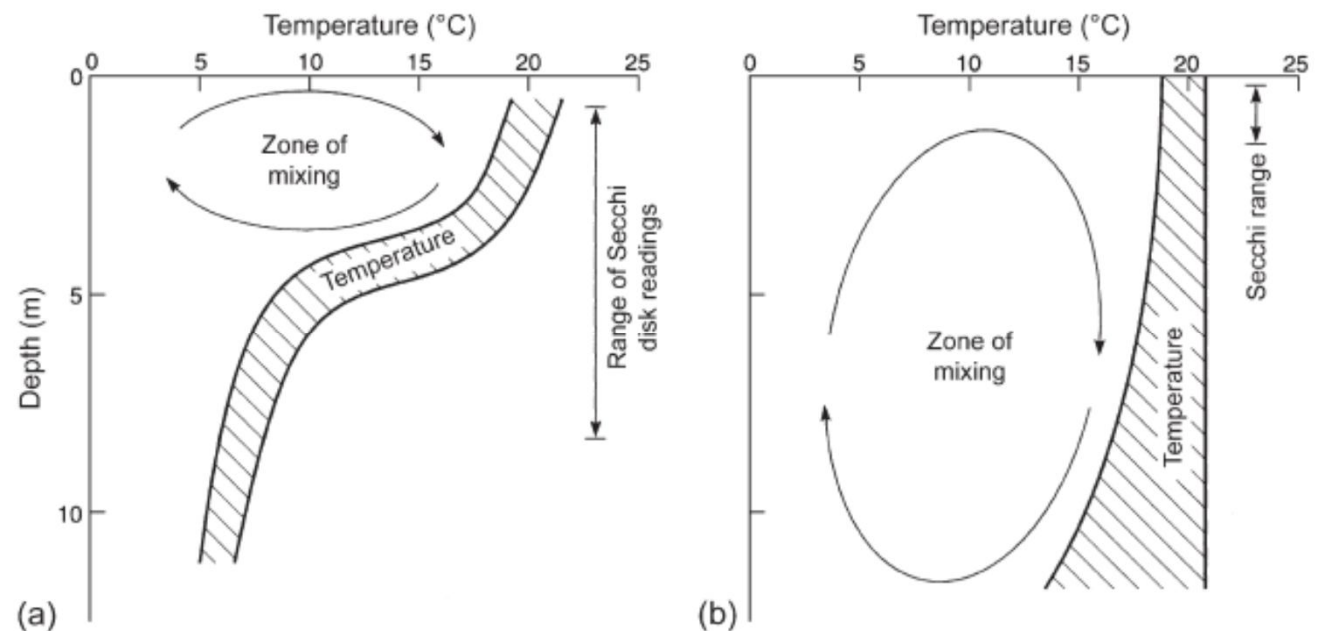 Temperature (°C)
0 5 10 15 20 25
0
Zone of
mixing
Temperature
Range of Secchi
disk readings
5
Depth (m)
10
(a)
Temperature (°C)
0 5 10 15 20 25
Secchi range
Zone of
mixing
Temperature
(b)